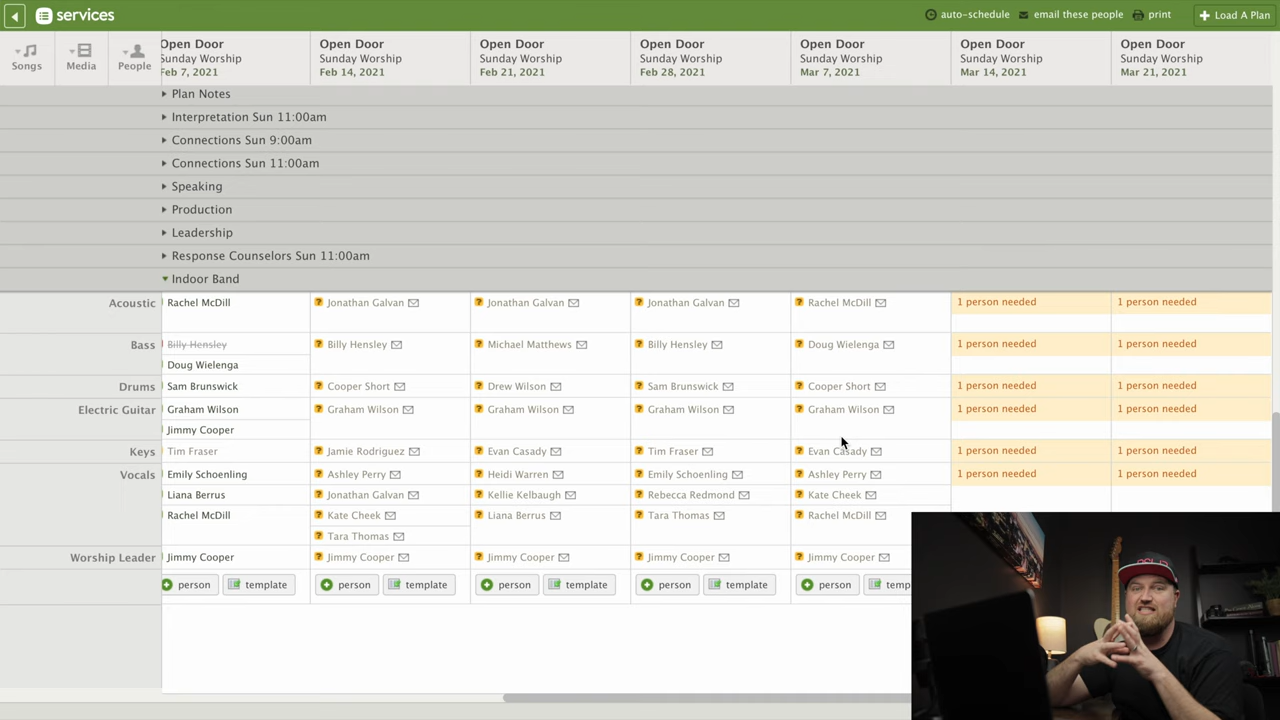 services
auto-schedule email these people print Load A Plan
Songs Media People
Open Door Open Door Open Door Open Door Open Door Open Door Open Door
Sunday Worship Sunday Worship Sunday Worship Sunday Worship Sunday Worship Sunday Worship Sunday Worship
Feb 7, 2021 Feb 14, 2021 Feb 21, 2021 Feb 28, 2021 Mar 7, 2021 Mar 14, 2021 Mar 21, 2021
Plan Notes
Interpretation Sun 11:00am
Connections Sun 9:00am
Connections Sun 11:00am
Speaking
Production
Leadership
Response Counselors Sun 11:00am
Indoor Band
Acoustic Rachel McDill ? Jonathan Galvan ? Jonathan Galvan ? Jonathan Galvan ? Rachel McDill 1 person needed 1 person needed
Bass Billy Hensley ? Billy Hensley ? Michael Matthews ? Billy Hensley ? Doug Wielenga 1 person needed 1 person needed
Doug Wielenga
Drums Sam Brunswick ? Cooper Short ? Drew Wilson ? Sam Brunswick ? Cooper Short 1 person needed 1 person needed
Electric Guitar Graham Wilson ? Graham Wilson ? Graham Wilson ? Graham Wilson ? Graham Wilson 1 person needed 1 person needed
Jimmy Cooper
Keys Tim Fraser ? Jamie Rodriguez ? Evan Casady ? Tim Fraser ? Evan Casady 1 person needed 1 person needed
Vocals Emily Schoenling ? Ashley Perry ? Heidi Warren ? Emily Schoenling ? Ashley Perry 1 person needed 1 person needed
Liana Berrus ? Jonathan Galvan ? Kellie Kelbaugh ? Rebecca Redmond ? Kate Cheek
Rachel McDill ? Kate Cheek ? Liana Berrus ? Tara Thomas ? Rachel McDill
? Tara Thomas
Worship Leader Jimmy Cooper ? Jimmy Cooper ? Jimmy Cooper ? Jimmy Cooper ? Jimmy Cooper
person template person template person template person template person temp